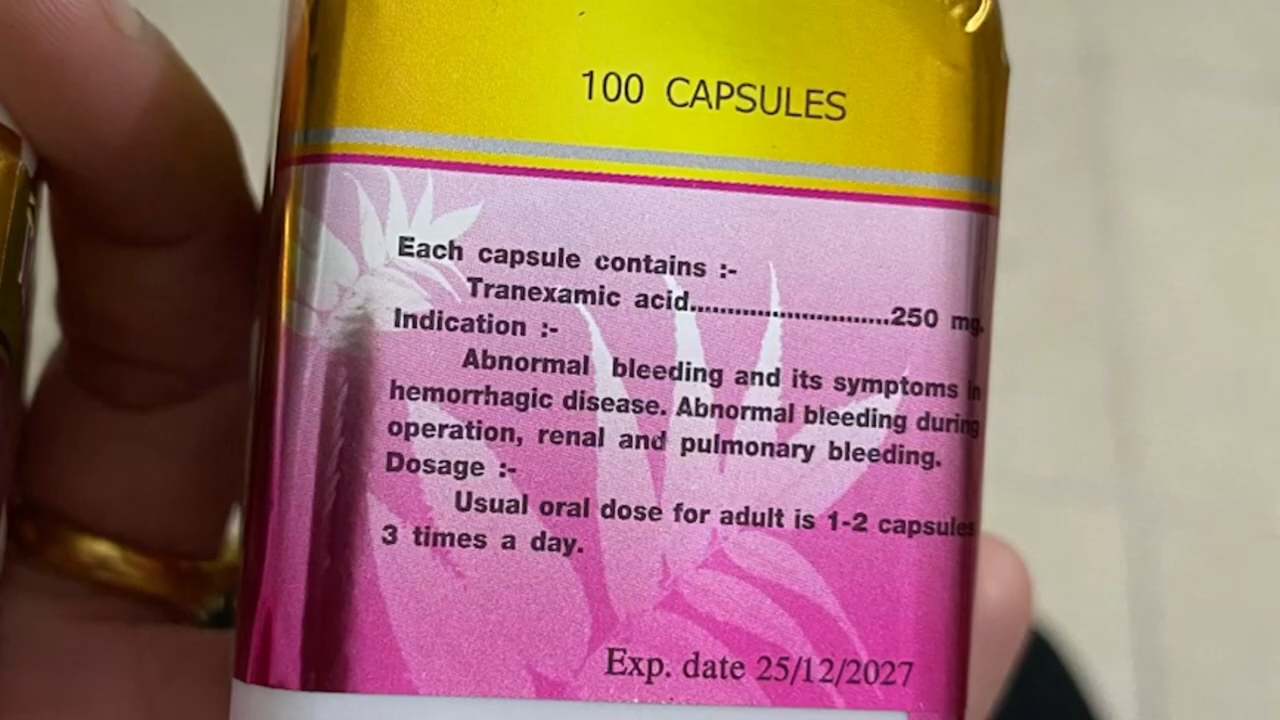 100 CAPSULES
Each capsule contains :-
Tranexamic acid.............................250 mg.
Indication :-
Abnormal bleeding and its symptoms in
hemorrhagic disease. Abnormal bleeding during
operation, renal and pulmonary bleeding.
Dosage :-
Usual oral dose for adult is 1-2 capsules
3 times a day.
Exp. date 25/12/2027